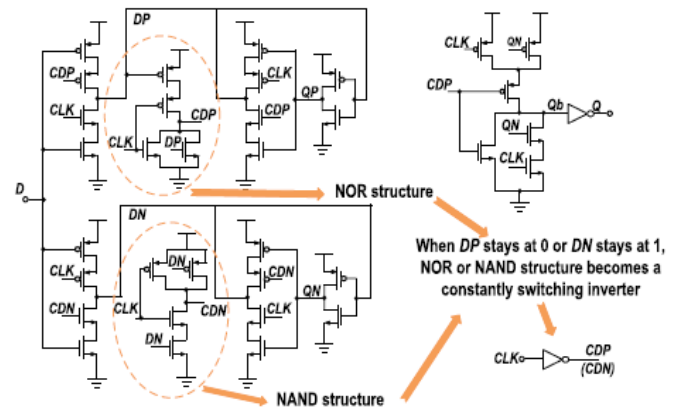 DP
CDP
CLK
CDP
CLK
DP
CLK
CDP
QP
D
NOR structure
CLK
QN
CDP
Qb
Q
QN
CLK
DN
CLK
CDN
DN
CLK
CDN
DN
CDN
CLK
QN
NAND structure
When DP stays at 0 or DN stays at 1,
NOR or NAND structure becomes a
constantly switching inverter
CLK
CDP
(CDN)